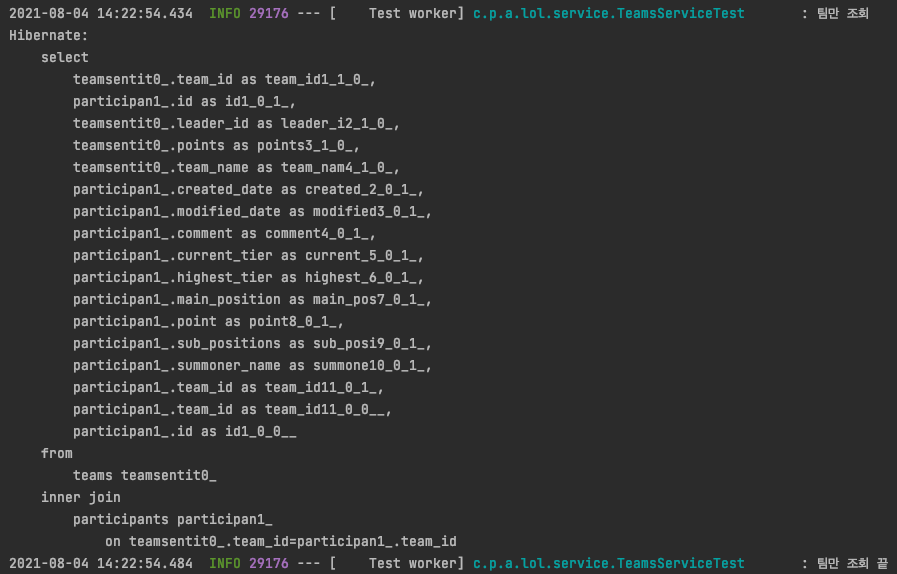 2021-08-04 14:22:54.434  INFO 29176 --- [    Test worker] c.p.a.lol.service.TeamsServiceTest       : 팀만 조회
Hibernate:
    select
        teamsentit0_.team_id as team_id1_1_0_,
        participan1_.id as id1_0_1_,
        teamsentit0_.leader_id as leader_i2_1_0_,
        teamsentit0_.points as points3_1_0_,
        teamsentit0_.team_name as team_nam4_1_0_,
        participan1_.created_date as created_2_0_1_,
        participan1_.modified_date as modified3_0_1_,
        participan1_.comment as comment4_0_1_,
        participan1_.current_tier as current_5_0_1_,
        participan1_.highest_tier as highest_6_0_1_,
        participan1_.main_position as main_pos7_0_1_,
        participan1_.point as point8_0_1_,
        participan1_.sub_positions as sub_posi9_0_1_,
        participan1_.summoner_name as summone10_0_1_,
        participan1_.team_id as team_id11_0_1_,
        participan1_.team_id as team_id11_0_0__,
        participan1_.id as id1_0_0__
    from
        teams teamsentit0_
    inner join
        participants participan1_
            on teamsentit0_.team_id=participan1_.team_id
2021-08-04 14:22:54.484  INFO 29176 --- [    Test worker] c.p.a.lol.service.TeamsServiceTest       : 팀만 조회 끝